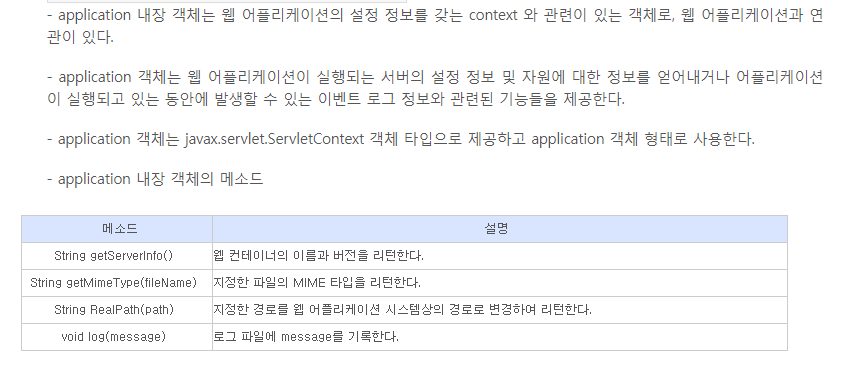 - application 내장 객체는 웹 어플리케이션의 설정 정보를 갖는 context 와 관련이 있는 객체로, 웹 어플리케이션과 연
관이 있다.
- application 객체는 웹 어플리케이션이 실행되는 서버의 설정 정보 및 자원에 대한 정보를 얻어내거나 어플리케이션
이 실행되고 있는 동안에 발생할 수 있는 이벤트 로그 정보와 관련된 기능들을 제공한다.
- application 객체는 javax.servlet.ServletContext 객체 타입으로 제공하고 application 객체 형태로 사용한다.
- application 내장 객체의 메소드
메소드 설명
String getServerInfo() 웹 컨테이너의 이름과 버전을 리턴한다.
String getMimeType(fileName) 지정한 파일의 MIME 타입을 리턴한다.
String RealPath(path) 지정한 경로를 웹 어플리케이션 시스템상의 경로로 변경하여 리턴한다.
void log(message) 로그 파일에 message를 기록한다.